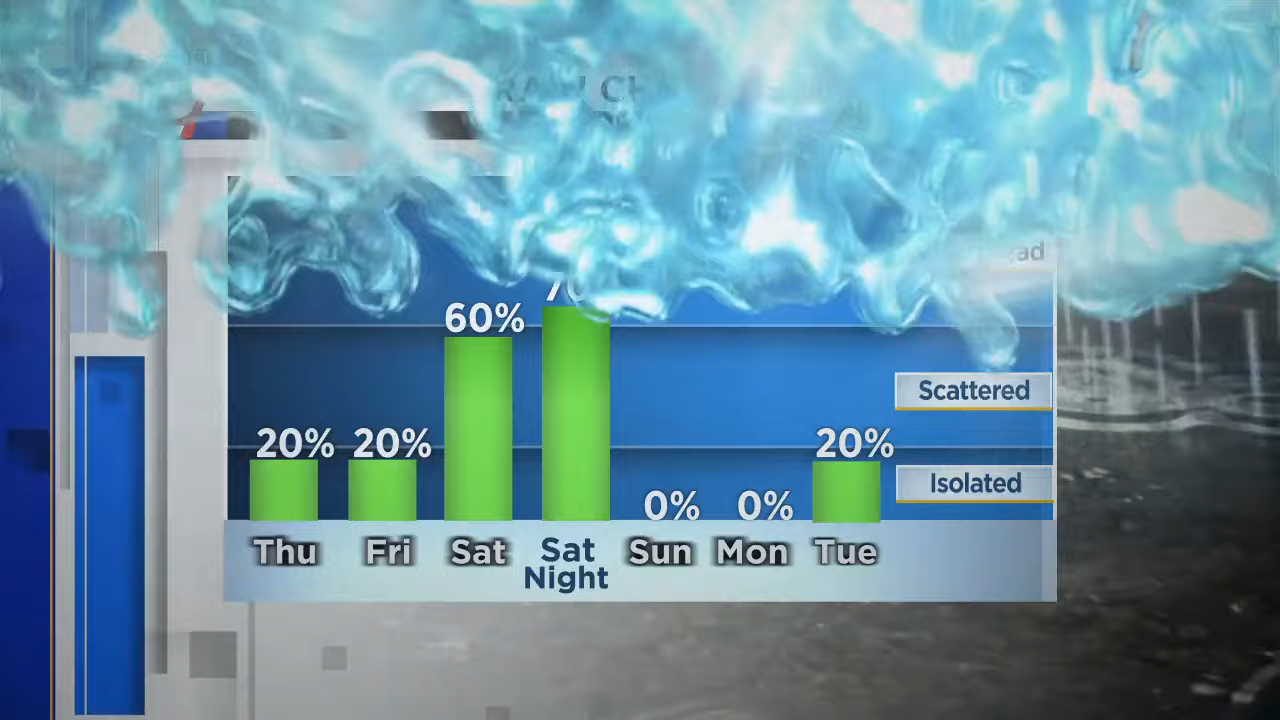 60%
20% 20% 20%
0% 0%
Scattered
Isolated
Thu Fri Sat Sat Night Sun Mon Tue